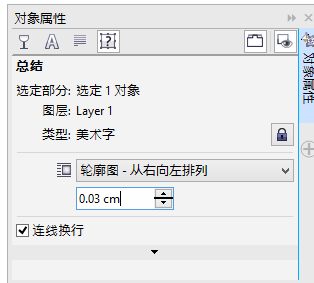 对象属性
总结
选定部分: 选定 1 对象
图层: Layer 1
类型: 美术字
轮廓图 - 从右向左排列
0.03 cm
连线换行
对象属性